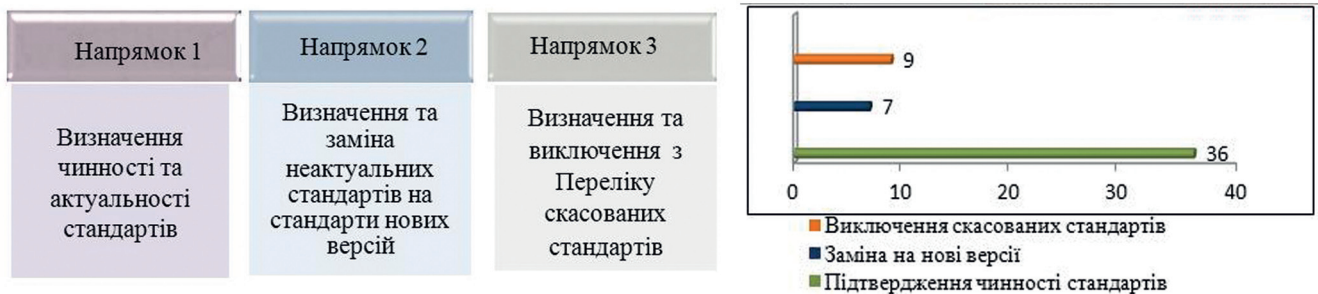 Напрямок 1
Визначення
чинності та
актуальності
стандартів
Напрямок 2
Визначення та
заміна
неактуальних
стандартів на
стандарти нових
версій
Напрямок 3
Визначення та
виключення з
Переліку
скасованих
стандартів
9
7
36
0 10 20 30 40
Виключення скасованих стандартів
Заміна на нові версії
Підтвердження чинності стандартів